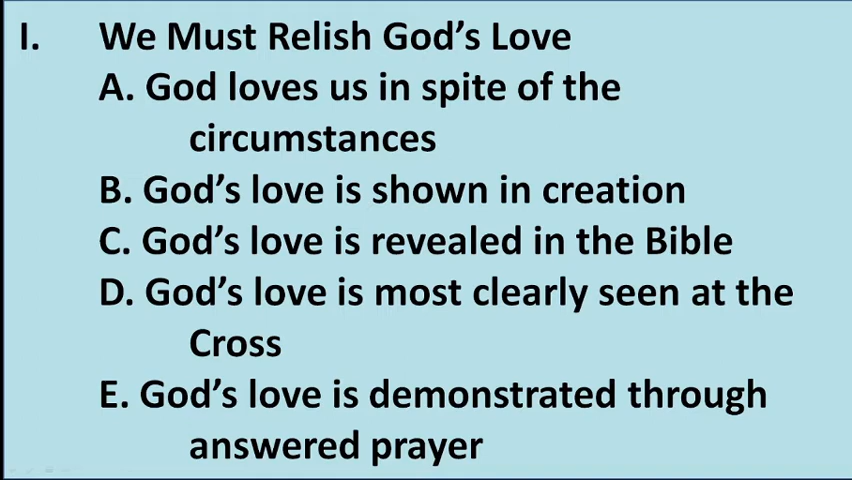 I. We Must Relish God’s Love
A. God loves us in spite of the
circumstances
B. God’s love is shown in creation
C. God’s love is revealed in the Bible
D. God’s love is most clearly seen at the
Cross
E. God’s love is demonstrated through
answered prayer